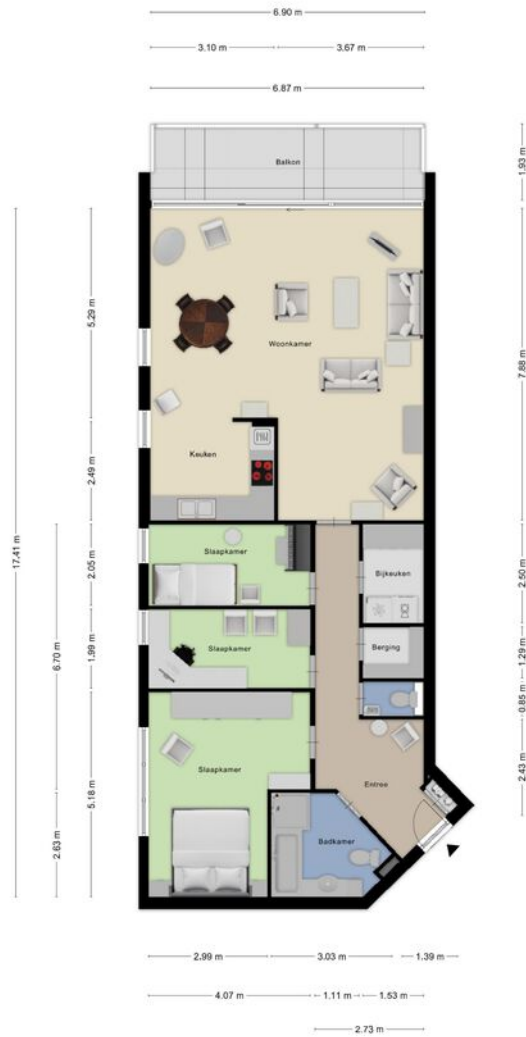 6.90 m
3.10 m
3.67 m
6.87 m
Balkon
1.93 m
5.29 m
Woonkamer
7.88 m
Keuken
2.49 m
17.41 m
Slaapkamer
2.05 m
Bijkeuken
2.50 m
6.70 m
Slaapkamer
1.99 m
Berging
1.29 m
0.85 m
Slaapkamer
5.18 m
Entree
2.43 m
2.63 m
Badkamer
2.99 m
3.03 m
1.39 m
4.07 m
1.11 m
1.53 m
2.73 m